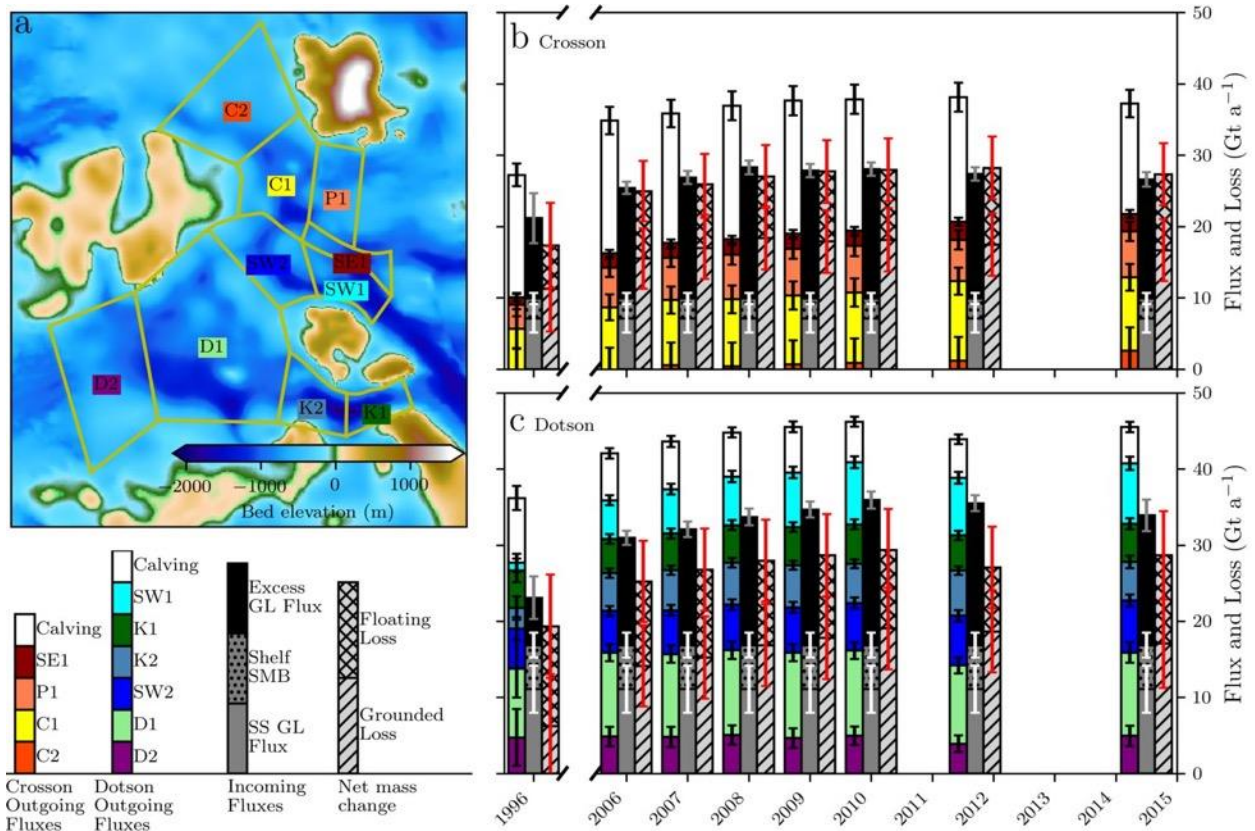 a
C2
C1
P1
SW2
SE1
SW1
D1
D2
K2
K1
−2000
−1000
0
1000
Bed elevation (m)
Calving
SE1
P1
C1
C2
Crosson
Outgoing
Fluxes
Calving
SW1
K1
K2
SW2
D1
D2
Dotson
Outgoing
Fluxes
Excess
GL Flux
Shelf
SMB
SS GL
Flux
Incoming
Fluxes
Floating
Loss
Grounded
Loss
Net mass
change
b Crosson
50
40
30
20
10
0
Flux and Loss (Gt a⁻¹)
c Dotson
50
40
30
20
10
0
Flux and Loss (Gt a⁻¹)
1996
2006
2007
2008
2009
2010
2011
2012
2013
2014
2015